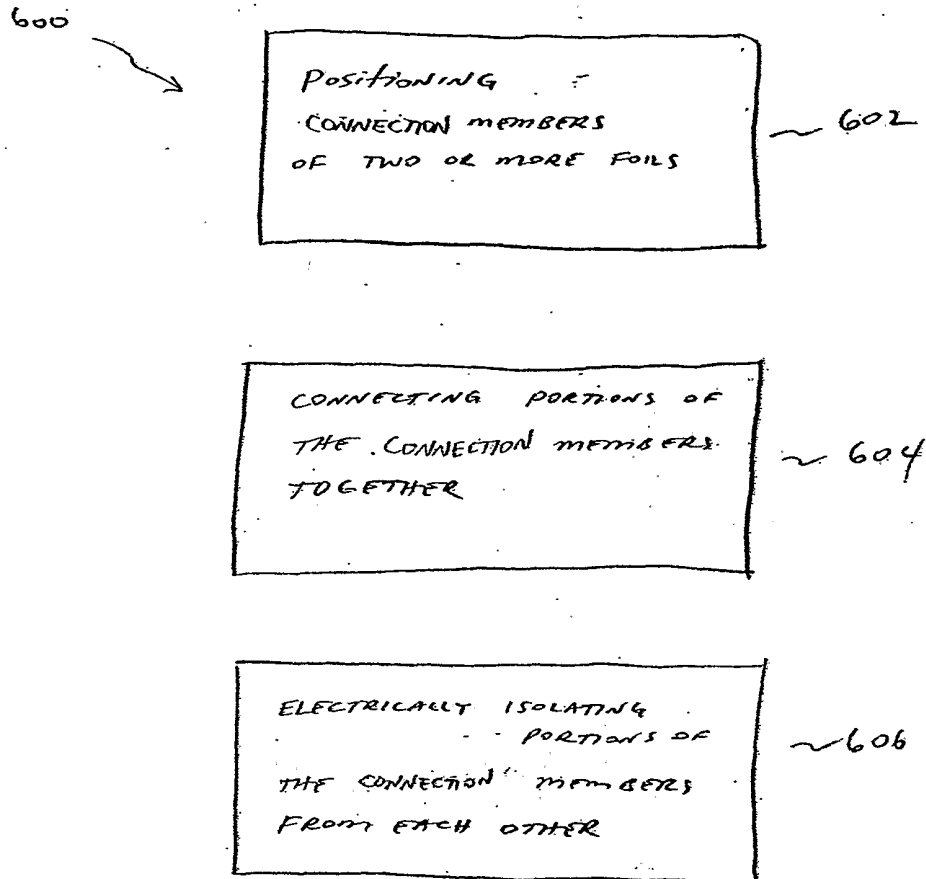 600
Positioning
CONNECTION MEMBERS
OF TWO OR MORE FOILS
602
CONNECTING PORTIONS OF
THE CONNECTION MEMBERS
TOGETHER
604
ELECTRICALLY ISOLATING
PORTIONS OF
THE CONNECTION MEMBERS
FROM EACH OTHER
606